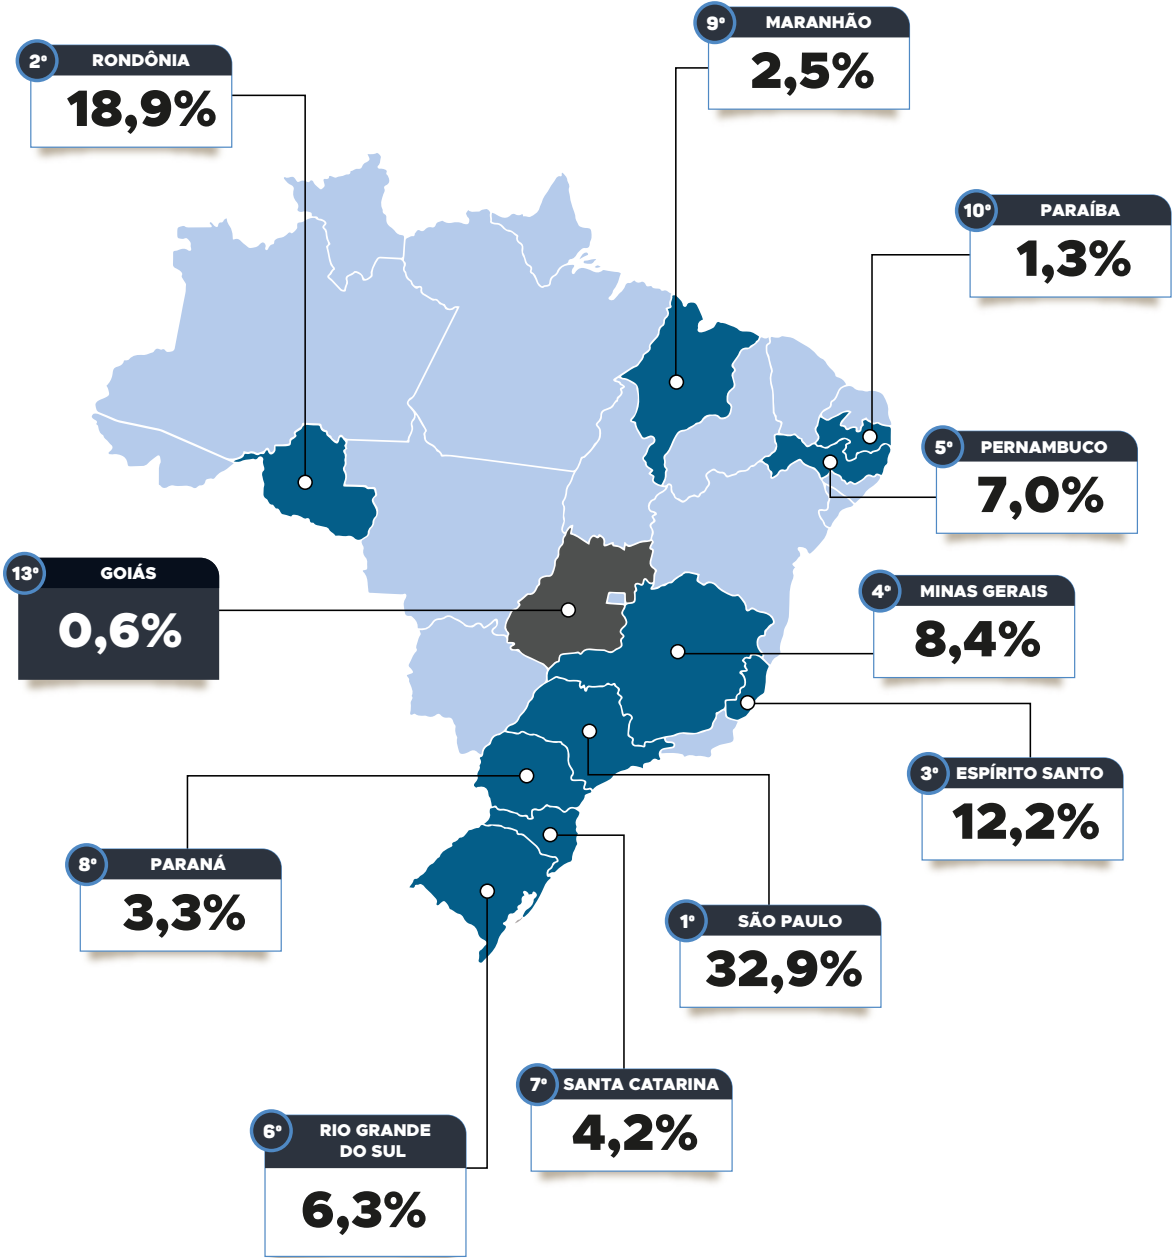 9º
MARANHÃO
2,5%
2º
RONDÔNIA
18,9%
10º
PARAÍBA
1,3%
5º
PERNAMBUCO
7,0%
13º
GOIÁS
0,6%
4º
MINAS GERAIS
8,4%
3º
ESPÍRITO SANTO
12,2%
8º
PARANÁ
3,3%
1º
SÃO PAULO
32,9%
7º
SANTA CATARINA
4,2%
6º
RIO GRANDE
DO SUL
6,3%